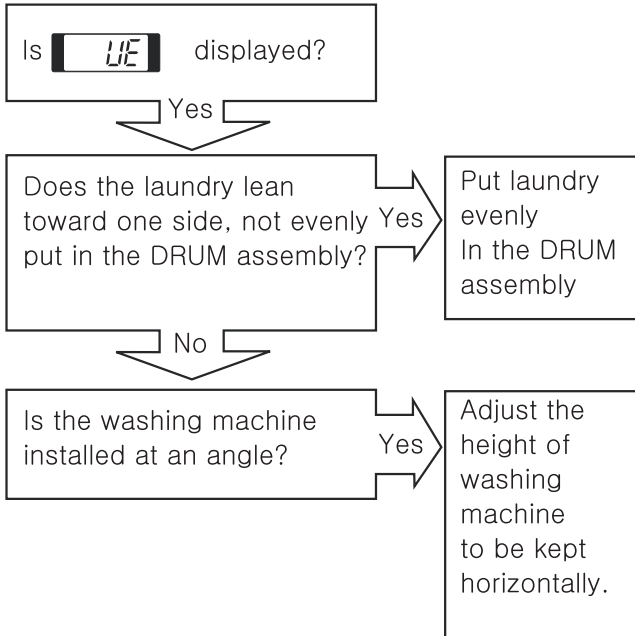 Is UE displayed?
Yes
Does the laundry lean
toward one side, not evenly
put in the DRUM assembly?
Yes
Put laundry
evenly
In the DRUM
assembly
No
Is the washing machine
installed at an angle?
Yes
Adjust the
height of
washing
machine
to be kept
horizontally.